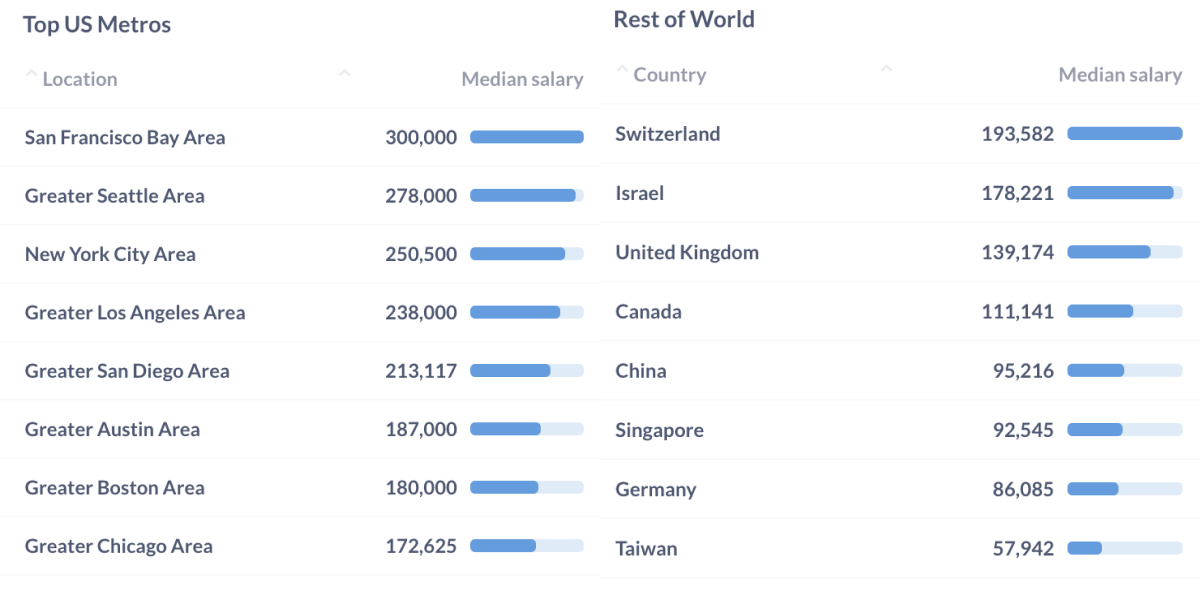 Top US Metros
Location Median salary
San Francisco Bay Area 300,000
Greater Seattle Area 278,000
New York City Area 250,500
Greater Los Angeles Area 238,000
Greater San Diego Area 213,117
Greater Austin Area 187,000
Greater Boston Area 180,000
Greater Chicago Area 172,625
Rest of World
Country Median salary
Switzerland 193,582
Israel 178,221
United Kingdom 139,174
Canada 111,141
China 95,216
Singapore 92,545
Germany 86,085
Taiwan 57,942